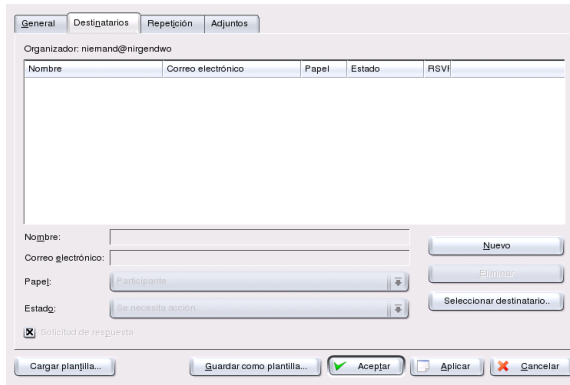 General Destinatarios Repetición Adjuntos
Organizador: niemand@nirgendwo
Nombre Correo electrónico Papel Estado RSVP
Nombre:
Nuevo
Correo electrónico:
Eliminar
Papel: Participante
Seleccionar destinatario..
Estado: Se necesita acción
Solicitud de respuesta
Cargar plantilla... Guardar como plantilla... Aceptar Aplicar Cancelar